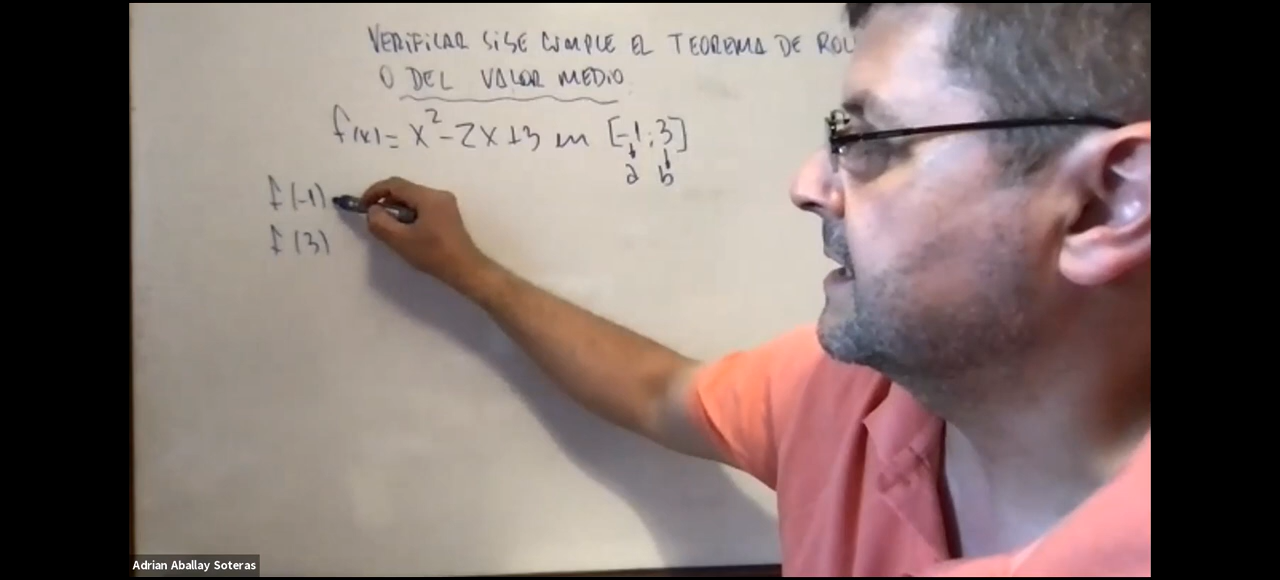 VERIFICAR SI SE CUMPLE EL TEOREMA DE ROL
O DEL VALOR MEDIO
f(x) = x² - 2x + 3 en [-1; 3]
a b
f(-1)
f(3)
Adrian Aballay Soteras